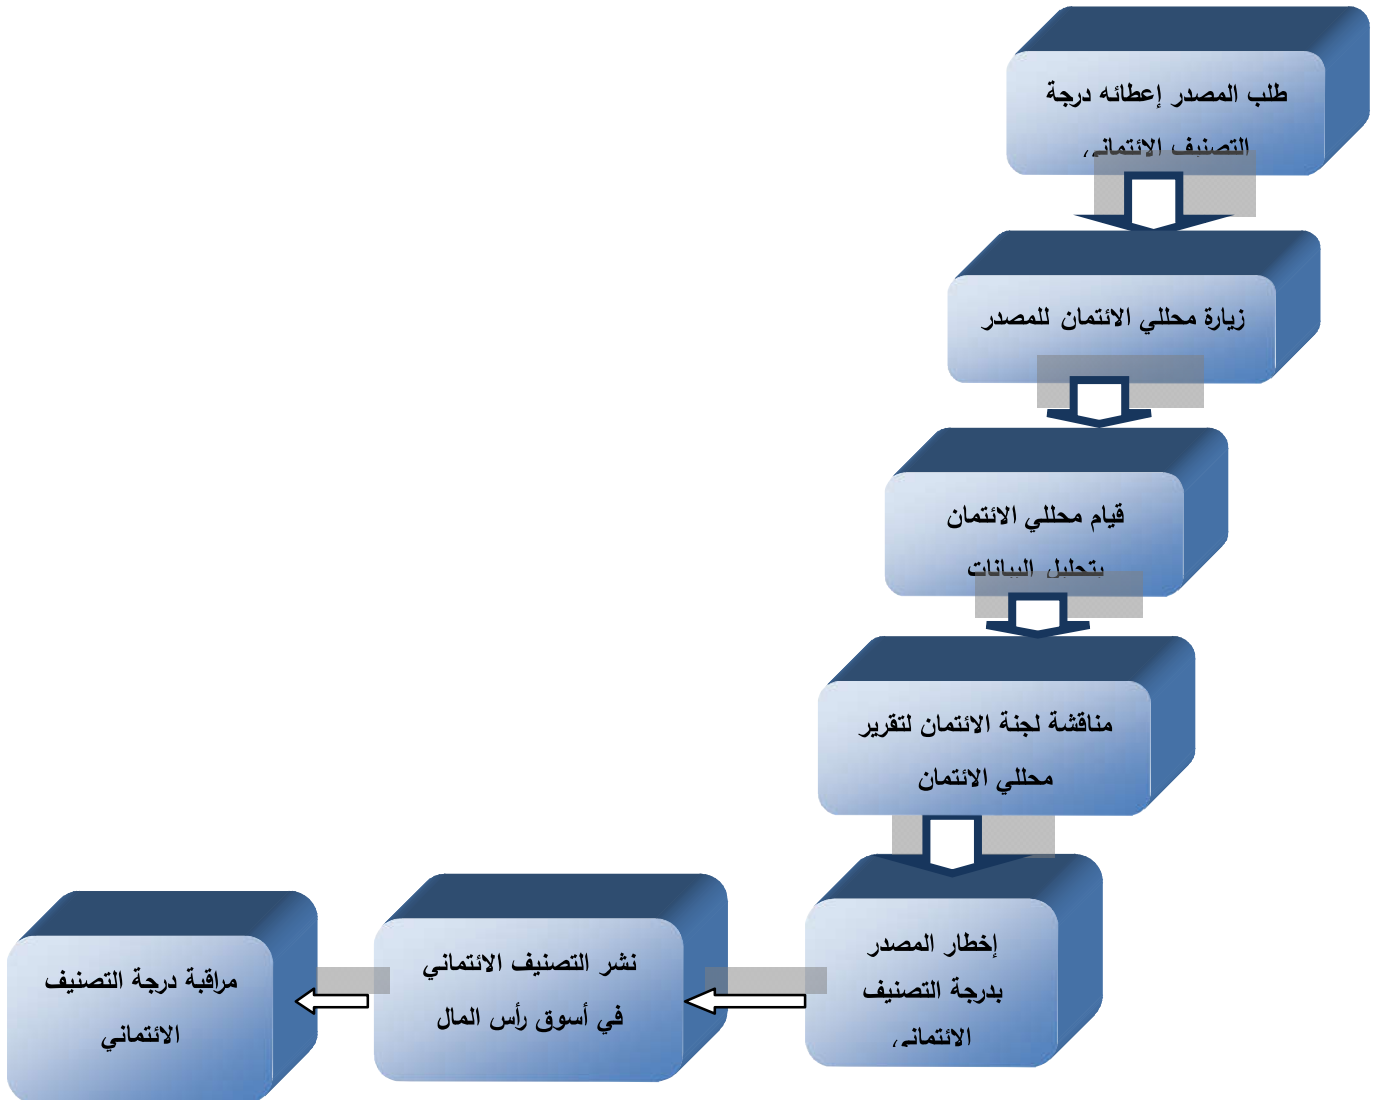 طلب المصدر إعطائه درجة
التصنيف الائتماني
زيارة محللي الائتمان للمصدر
قيام محللي الائتمان
بتحليل البيانات
مناقشة لجنة الائتمان لتقرير
محللي الائتمان
إخطار المصدر
بدرجة التصنيف
الائتماني
نشر التصنيف الائتماني
في أسوق رأس المال
مراقبة درجة التصنيف
الائتماني